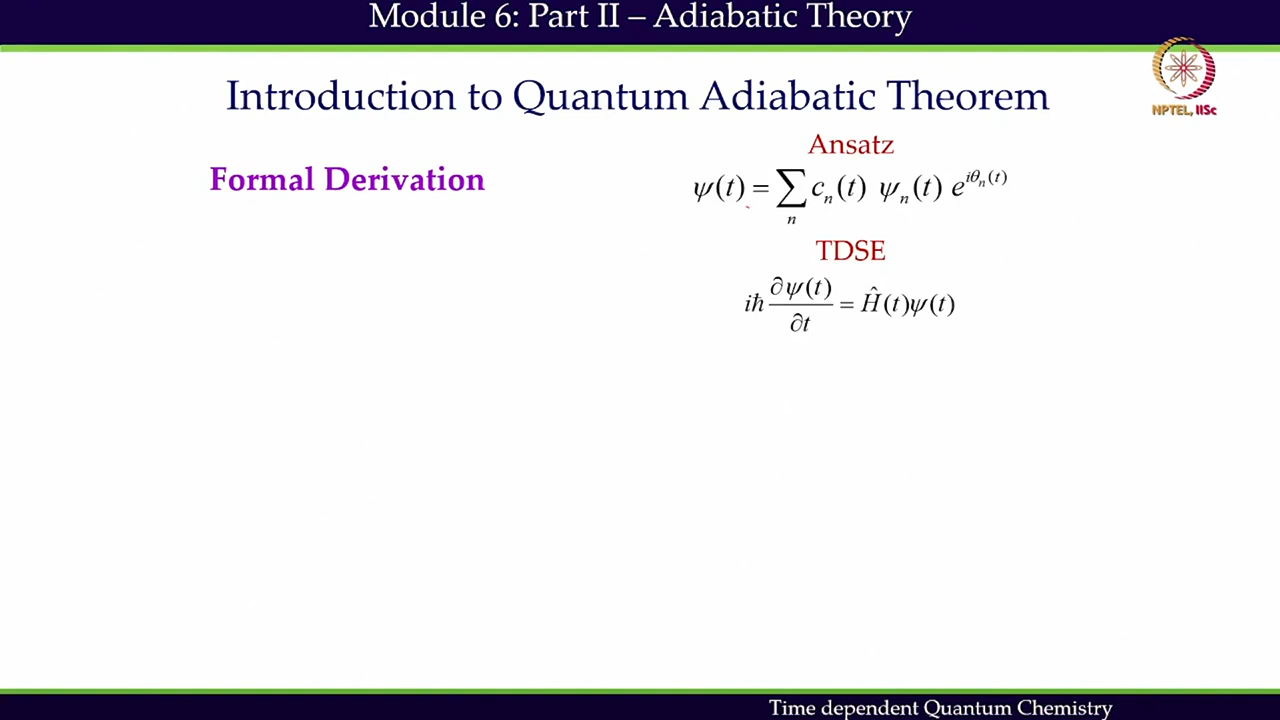 Module 6: Part II – Adiabatic Theory
Introduction to Quantum Adiabatic Theorem
NPTEL, IISc
Formal Derivation
Ansatz
ψ(t) = ∑_n c_n(t) ψ_n(t) e^{iθ_n(t)}
TDSE
iħ ∂ψ(t)/∂t = Ĥ(t)ψ(t)
Time dependent Quantum Chemistry